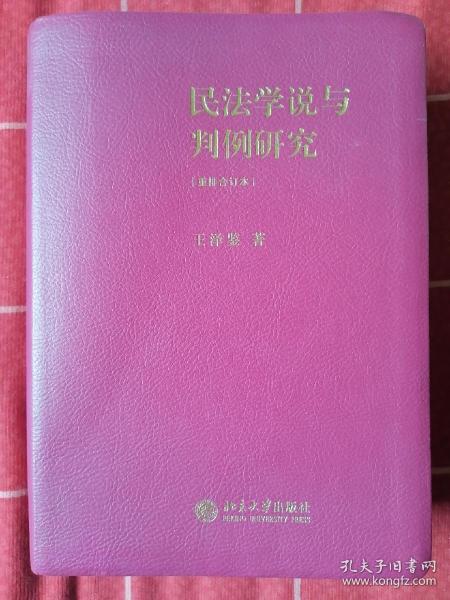 民法学说与
判例研究
（重排合订本）
王泽鉴 著
北京大学出版社
PEKING UNIVERSITY PRESS
孔夫子旧书网
www.kongfz.com